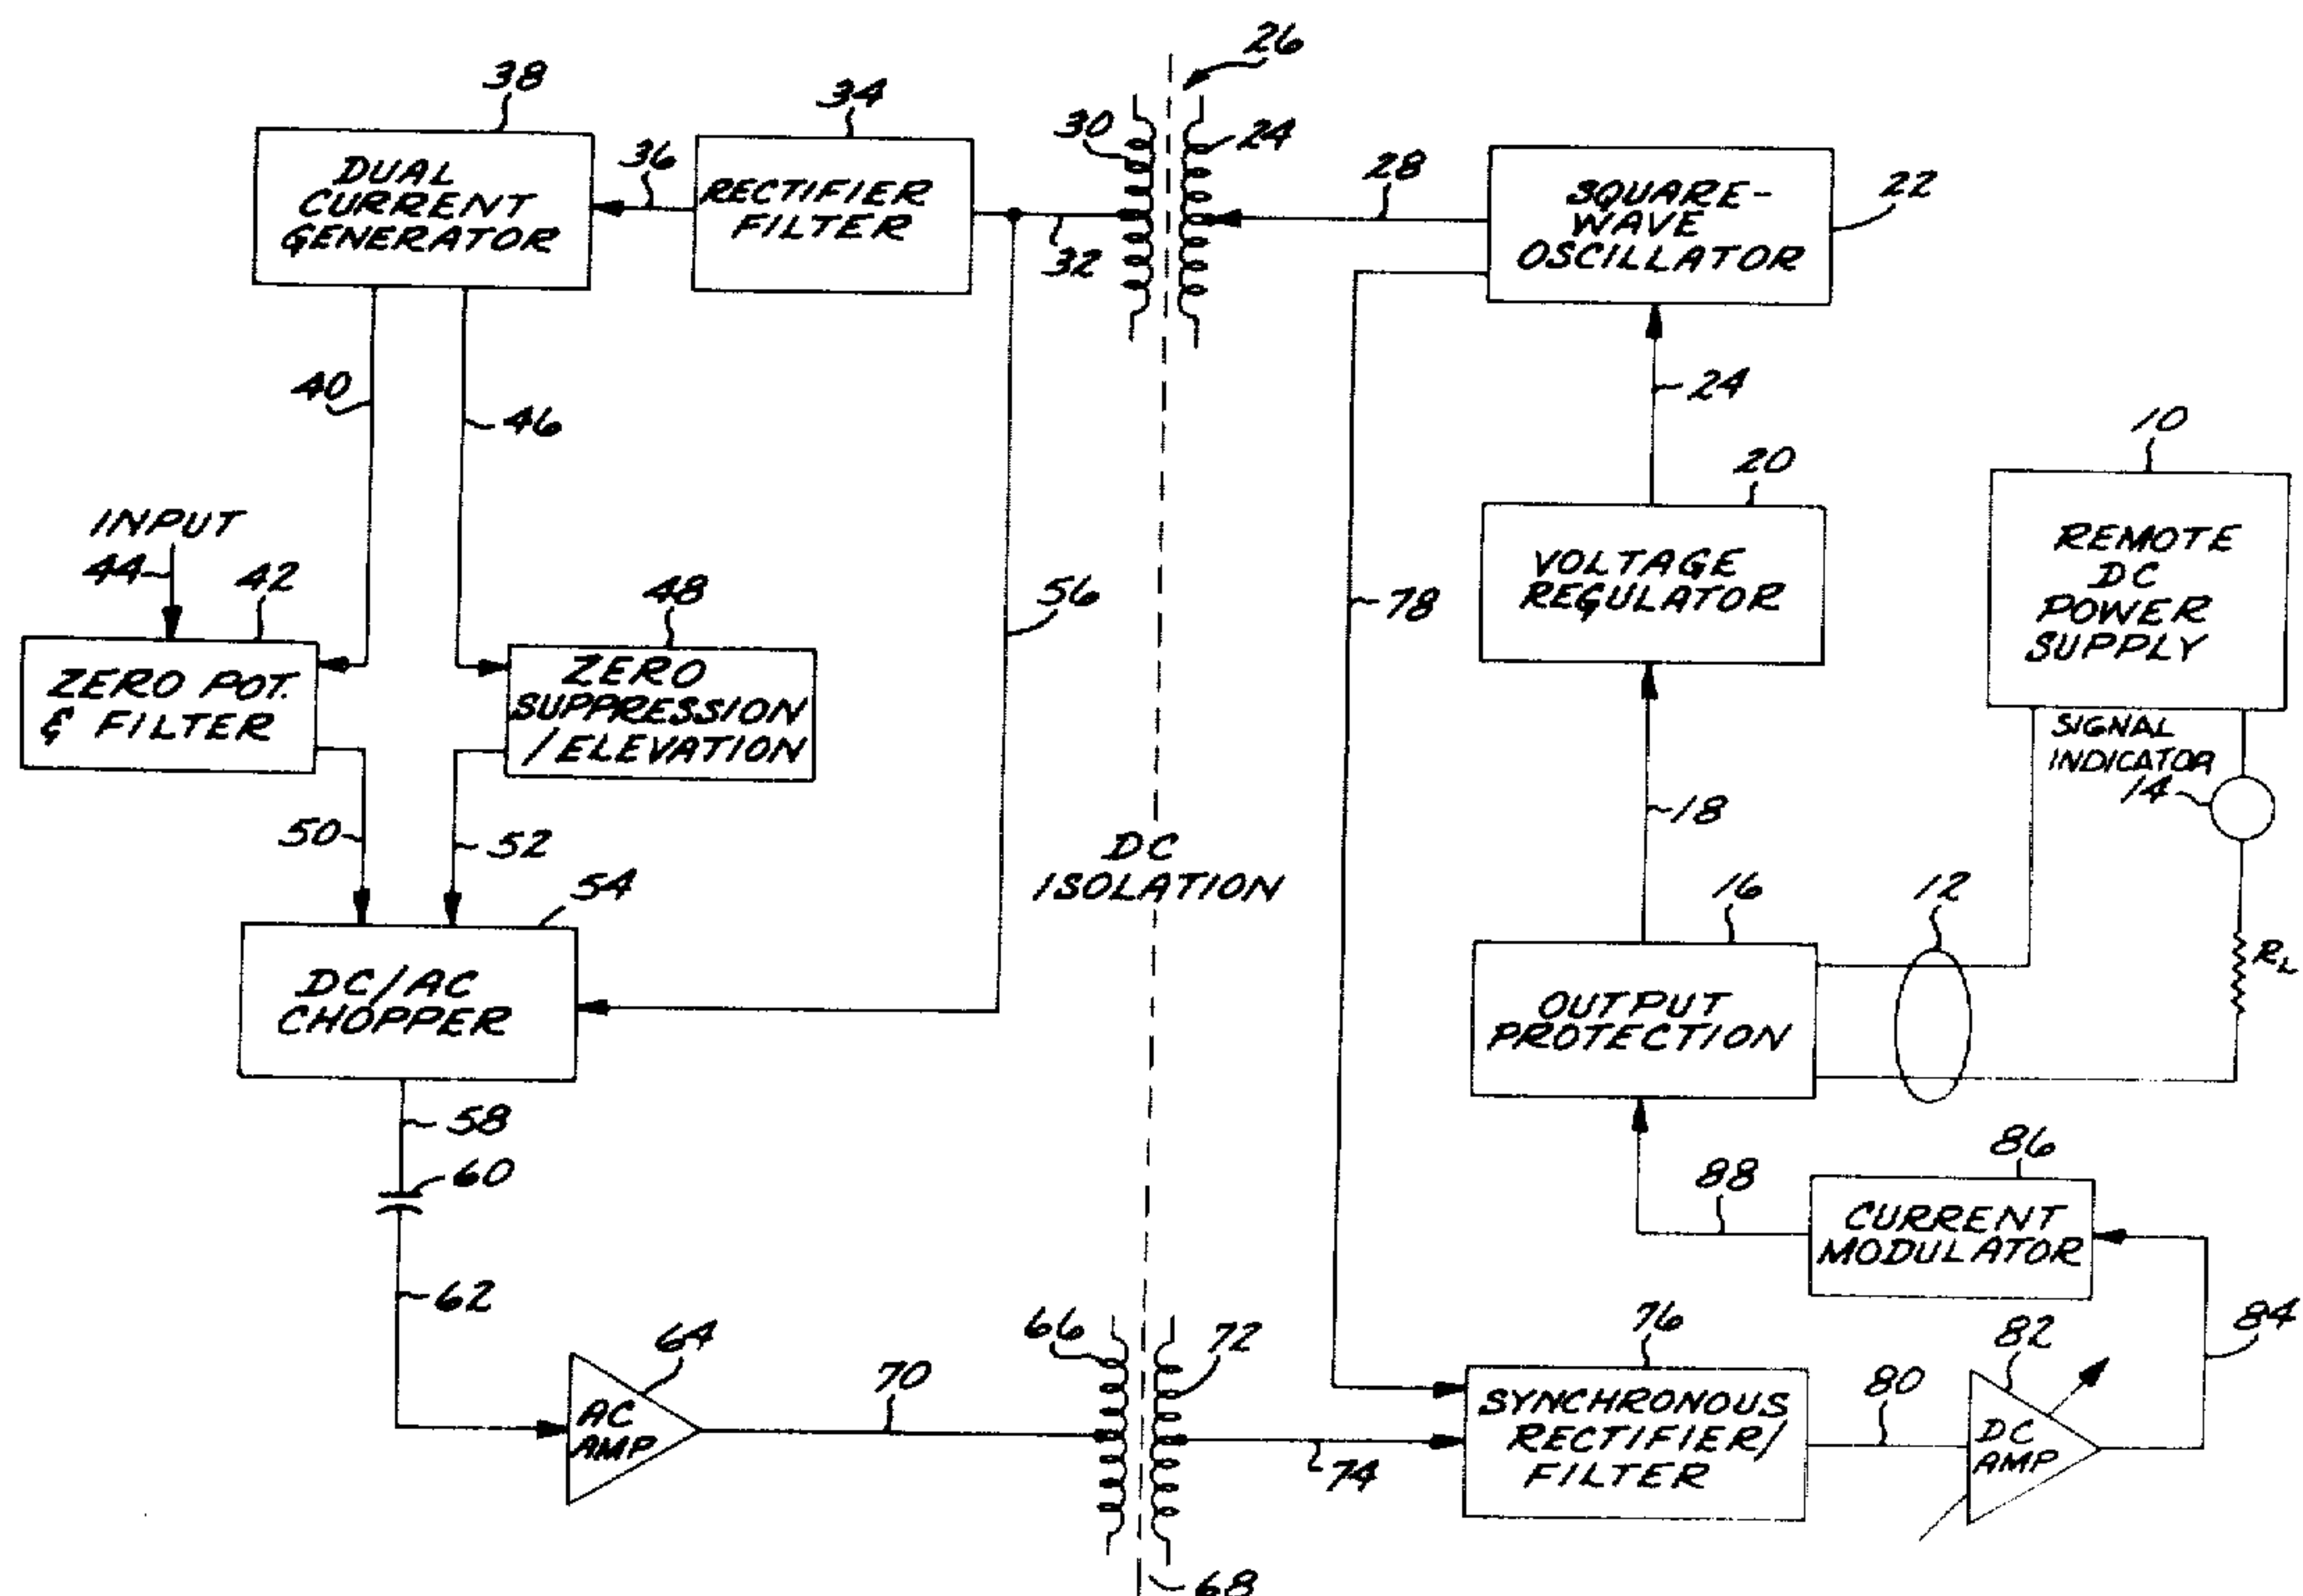 26
38
34
30
24
36
28
22
DUAL
CURRENT
GENERATOR
RECTIFIER
FILTER
SQUARE-
WAVE
OSCILLATOR
32
40
46
24
10
20
INPUT
44
42
48
56
78
VOLTAGE
REGULATOR
REMOTE
DC
POWER
SUPPLY
ZERO POT.
& FILTER
ZERO
SUPPRESSION
/ELEVATION
SIGNAL
INDICATOR
14
50
52
18
DC
ISOLATION
54
16
12
RL
DC/AC
CHOPPER
OUTPUT
PROTECTION
58
60
86
88
CURRENT
MODULATOR
62
64
66
72
76
82
84
70
80
AC
AMP
SYNCHRONOUS
RECTIFIER/
FILTER
DC
AMP
74
68